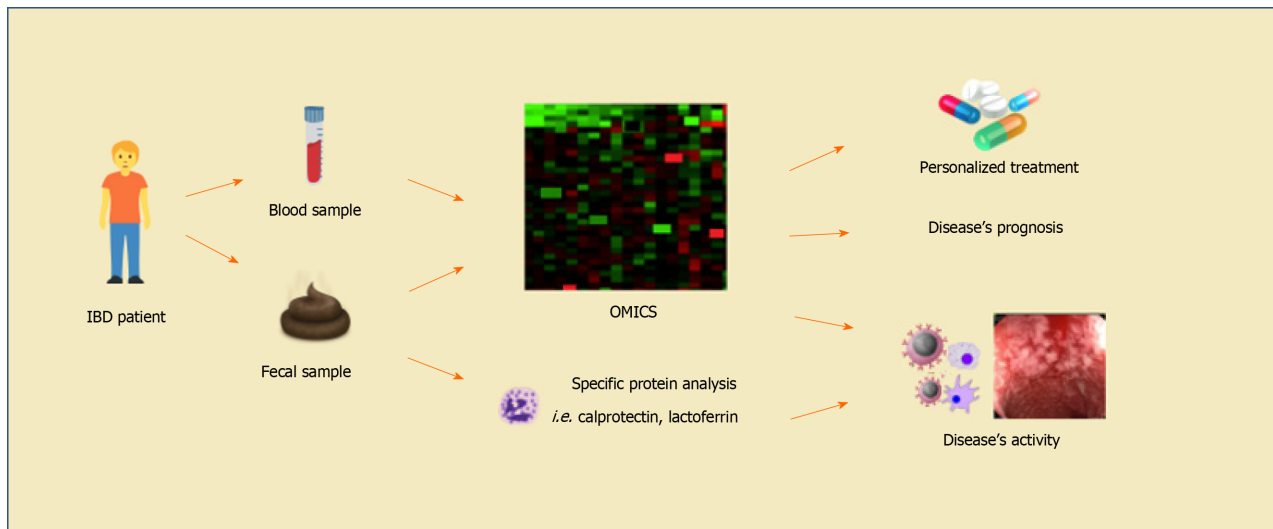 IBD patient
Blood sample
Fecal sample
OMICS
Specific protein analysis
i.e. calprotectin, lactoferrin
Personalized treatment
Disease’s prognosis
Disease’s activity